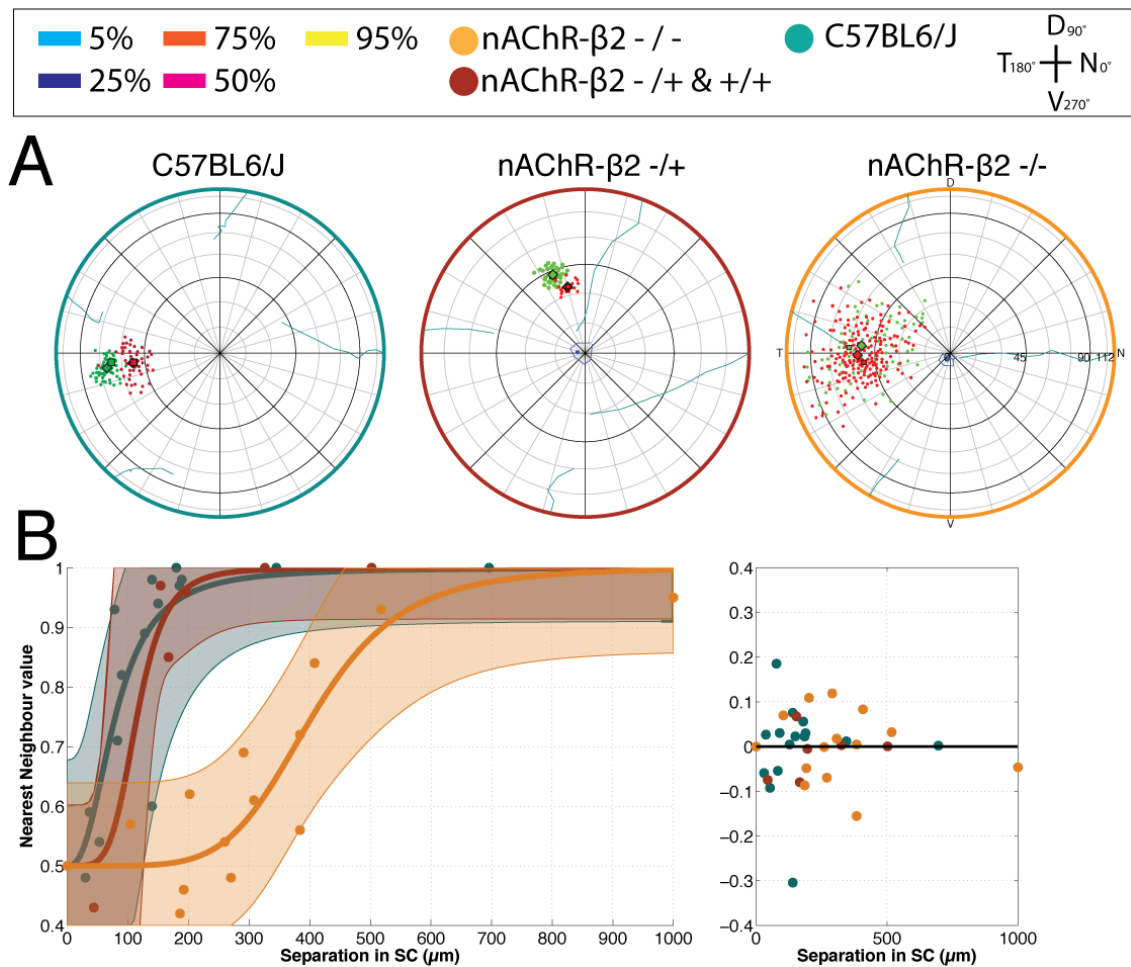 5% 75% 95% nAChR-β2 - / - C57BL6/J D90°
25% 50% nAChR-β2 -/+ & +/+ T180° N0°
V270°
A
C57BL6/J nAChR-β2 -/+ nAChR-β2 -/-
D
T 45 90 112 N
V
B
Nearest Neighbour value
1
0.9
0.8
0.7
0.6
0.5
0.4
0 100 200 300 400 500 600 700 800 900 1000
Separation in SC (µm)
0.4
0.3
0.2
0.1
0
−0.1
−0.2
−0.3
−0.4
0 500 1000
Separation in SC (µm)